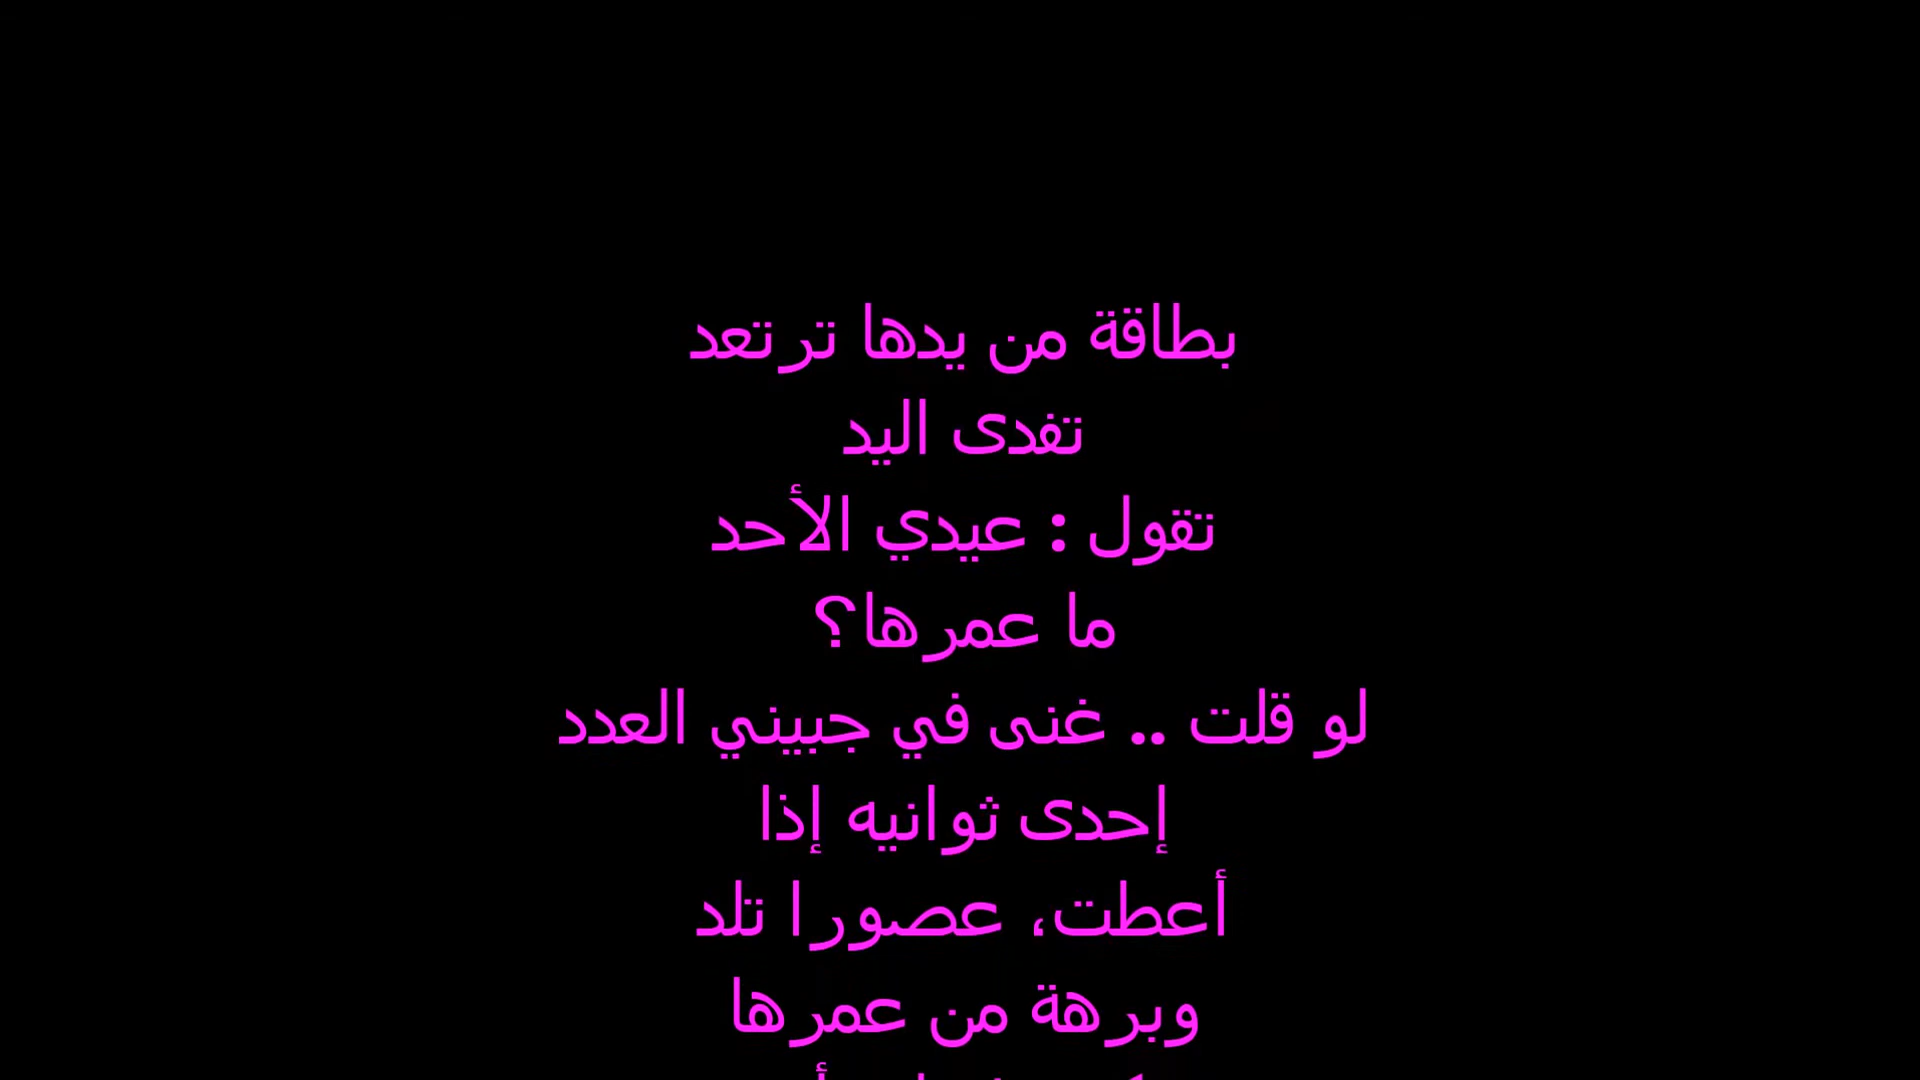 بطاقة من يدها ترتعد
تفدى اليد
تقول : عيدي الأحد
ما عمرها؟
لو قلت .. غنى في جبيني العدد
إحدى ثوانيه إذا
أعطت، عصورا تلد
وبرهة من عمرها